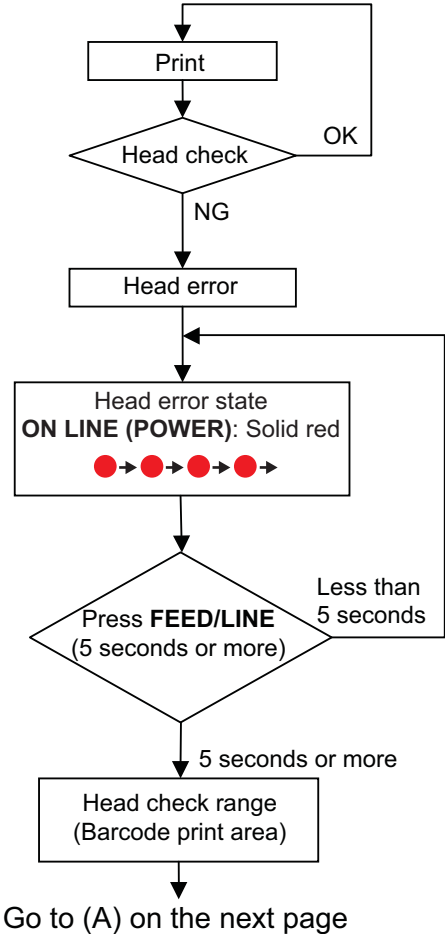 Print
Head check
OK
NG
Head error
Head error state
ON LINE (POWER): Solid red
Press FEED/LINE
(5 seconds or more)
Less than
5 seconds
5 seconds or more
Head check range
(Barcode print area)
Go to (A) on the next page